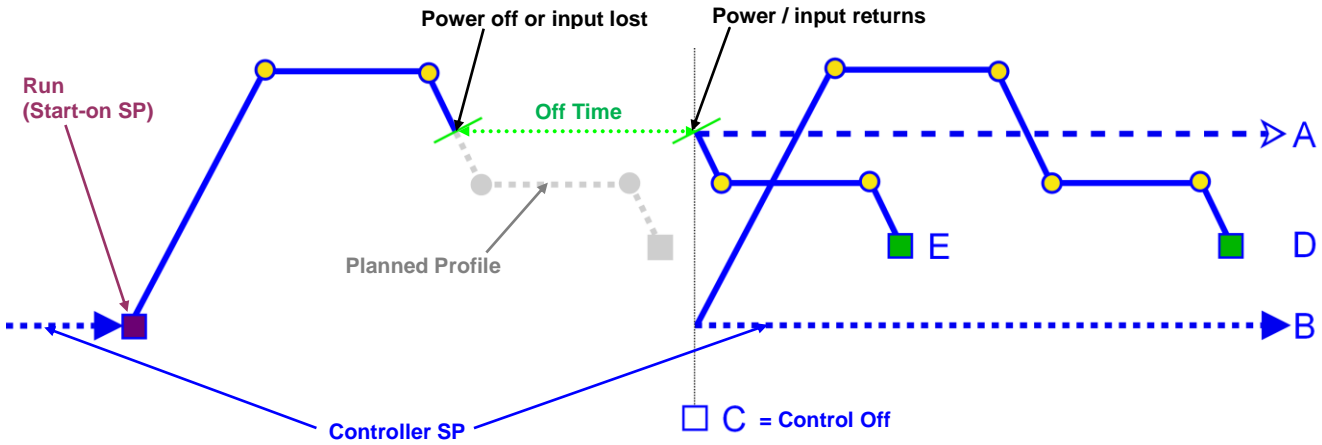 Power off or input lost
Power / input returns
Run
(Start-on SP)
Off Time
A
Planned Profile
E
D
B
C = Control Off
Controller SP